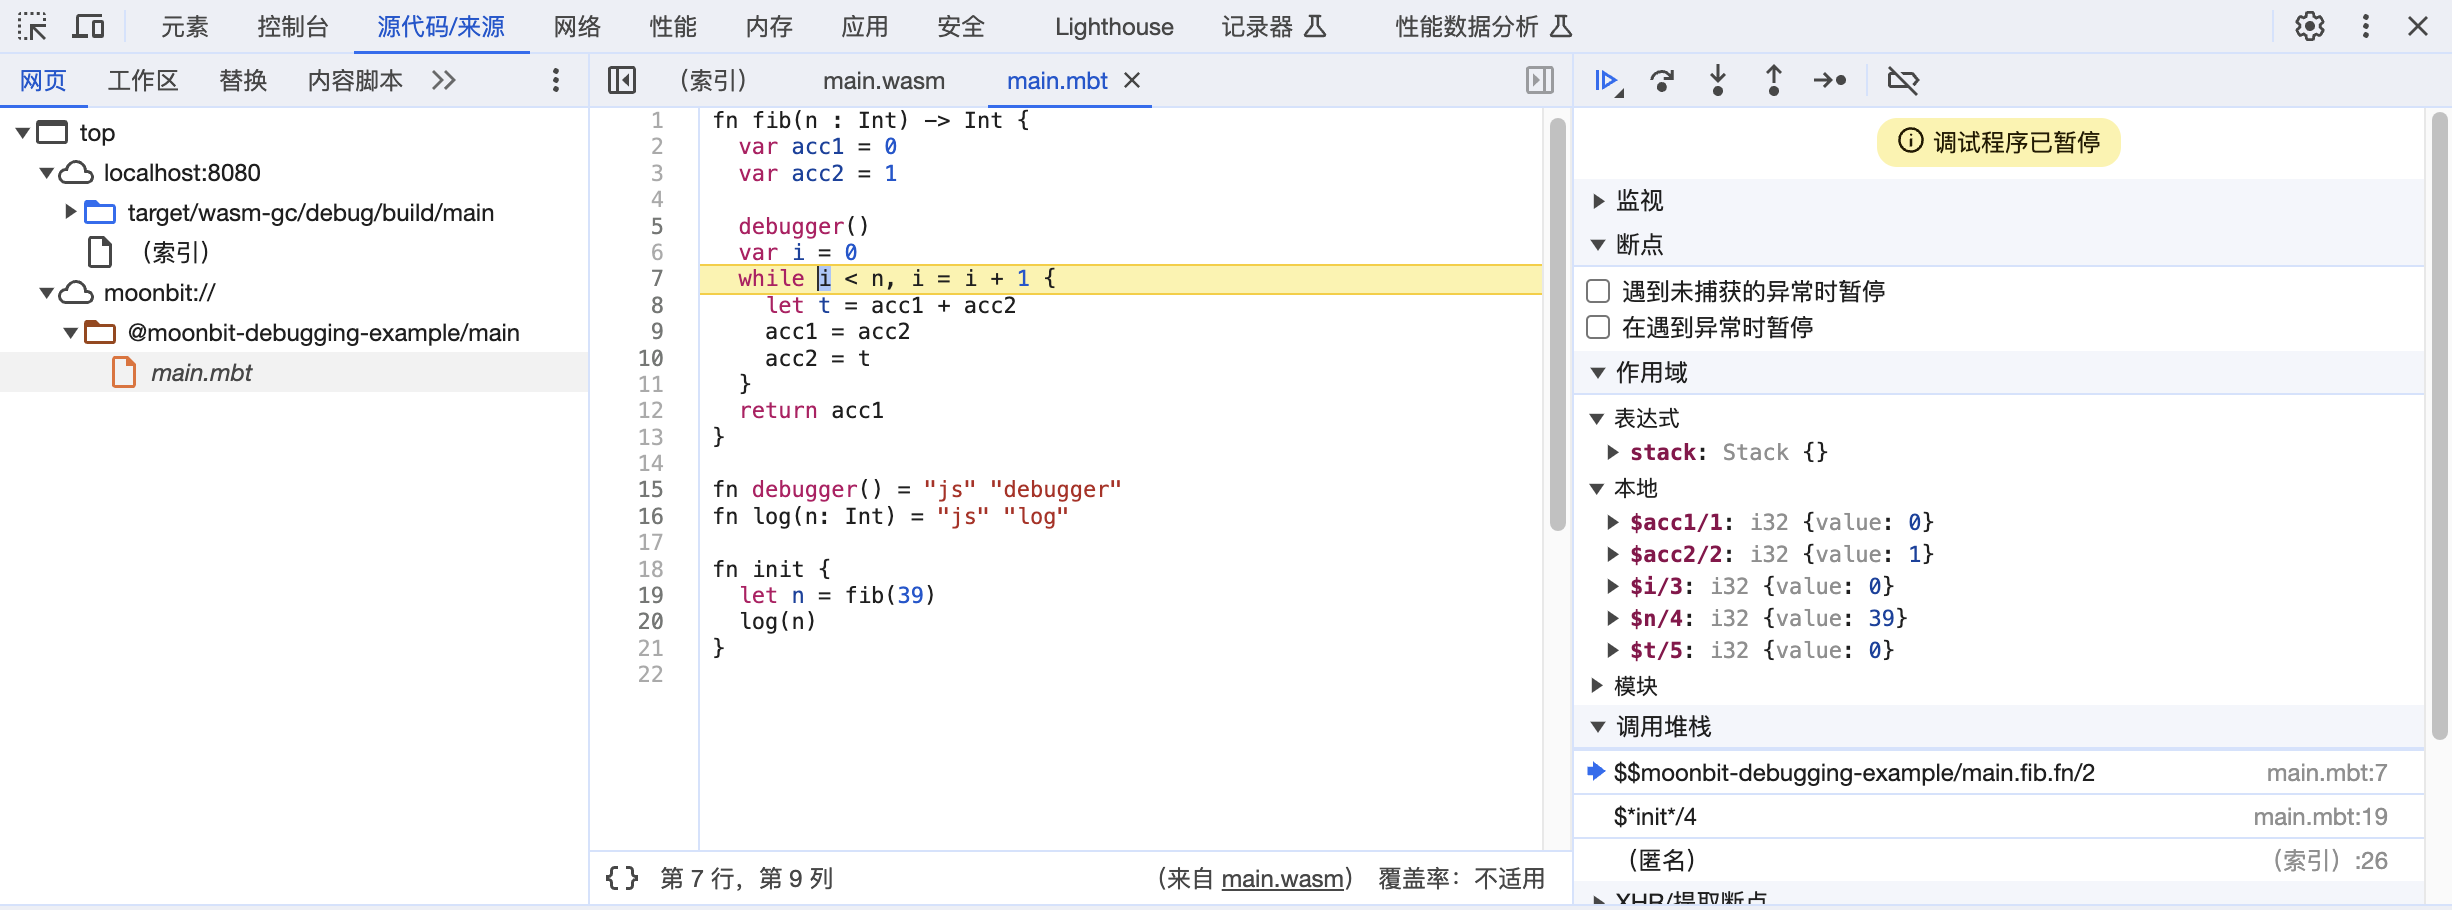 元素 控制台 源代码/来源 网络 性能 内存 应用 安全 Lighthouse 记录器 性能数据分析
网页 工作区 替换 内容脚本
top
localhost:8080
target/wasm-gc/debug/build/main
（索引）
moonbit://
@moonbit-debugging-example/main
main.mbt
（索引） main.wasm main.mbt
1 fn fib(n : Int) -> Int {
2 var acc1 = 0
3 var acc2 = 1
4
5 debugger()
6 var i = 0
7 while i < n, i = i + 1 {
8 let t = acc1 + acc2
9 acc1 = acc2
10 acc2 = t
11 }
12 return acc1
13 }
14
15 fn debugger() = "js" "debugger"
16 fn log(n: Int) = "js" "log"
17
18 fn init {
19 let n = fib(39)
20 log(n)
21 }
22
{} 第 7 行，第 9 列 （来自 main.wasm） 覆盖率：不适用
调试程序已暂停
监视
断点
遇到未捕获的异常时暂停
在遇到异常时暂停
作用域
表达式
stack: Stack {}
本地
$acc1/1: i32 {value: 0}
$acc2/2: i32 {value: 1}
$i/3: i32 {value: 0}
$n/4: i32 {value: 39}
$t/5: i32 {value: 0}
模块
调用堆栈
$$moonbit-debugging-example/main.fib.fn/2 main.mbt:7
$*init*/4 main.mbt:19
（匿名） （索引）:26
XHR/提取断点